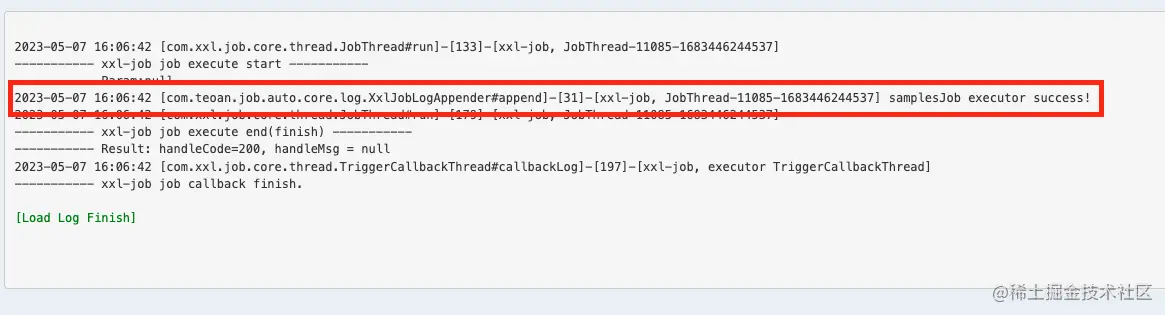 2023-05-07 16:06:42 [com.xxl.job.core.thread.JobThread#run]-[133]-[xxl-job, JobThread-11085-1683446244537]
----------- xxl-job job execute start -----------
----------- Param:null
2023-05-07 16:06:42 [com.teoan.job.auto.core.log.XxlJobLogAppender#append]-[31]-[xxl-job, JobThread-11085-1683446244537] samplesJob executor success!
2023-05-07 16:06:42 [com.xxl.job.core.thread.JobThread#run]-[179]-[xxl-job, JobThread-11085-1683446244537]
----------- xxl-job job execute end(finish) -----------
----------- Result: handleCode=200, handleMsg = null
2023-05-07 16:06:42 [com.xxl.job.core.thread.TriggerCallbackThread#callbackLog]-[197]-[xxl-job, executor TriggerCallbackThread]
----------- xxl-job job callback finish.
[Load Log Finish]
@稀土掘金技术社区